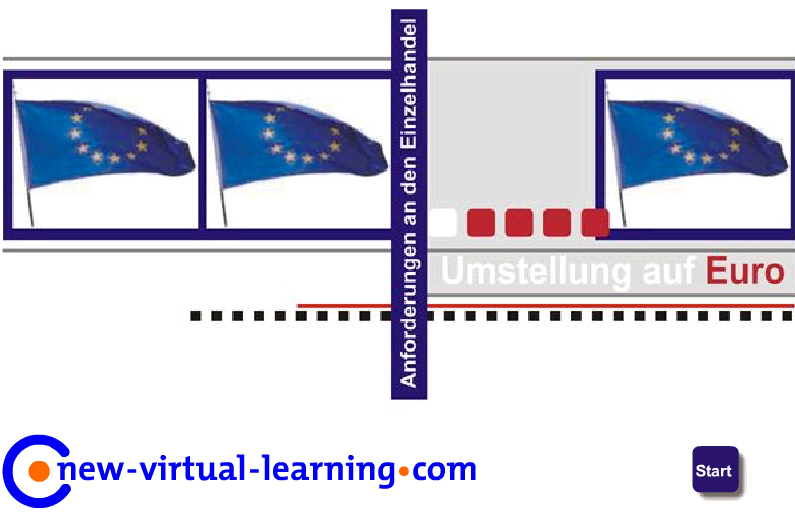 Anforderungen an den Einzelhandel
Umstellung auf Euro
new-virtual-learning.com
Start